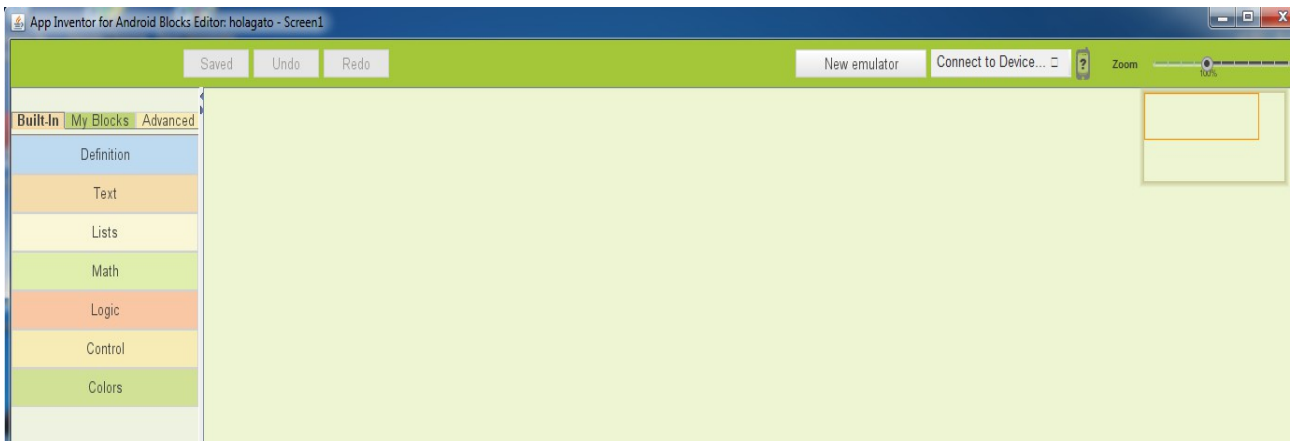 App Inventor for Android Blocks Editor: holagato - Screen1
Saved Undo Redo New emulator Connect to Device... Zoom
100%
Built-In My Blocks Advanced
Definition
Text
Lists
Math
Logic
Control
Colors